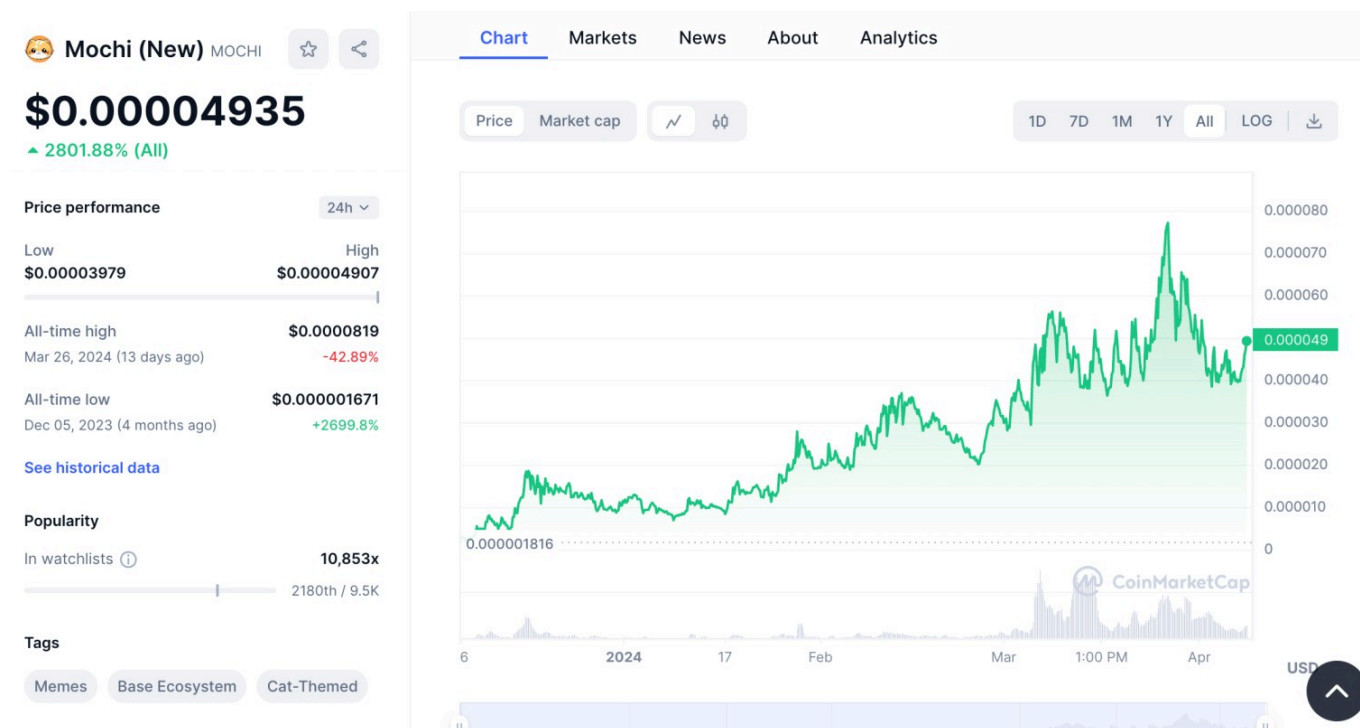 Mochi (New) MOCHI
$0.00004935
2801.88% (All)
Price performance 24h
Low High
$0.00003979 $0.00004907
All-time high $0.0000819
Mar 26, 2024 (13 days ago) -42.89%
All-time low $0.000001671
Dec 05, 2023 (4 months ago) +2699.8%
See historical data
Popularity
In watchlists 10,853x
2180th / 9.5K
Tags
Memes Base Ecosystem Cat-Themed
Chart Markets News About Analytics
Price Market cap 1D 7D 1M 1Y All LOG
0.000080
0.000070
0.000060
0.000049
0.000040
0.000030
0.000020
0.000010
0.000001816
0
CoinMarketCap
6 2024 17 Feb Mar 1:00 PM Apr
USD